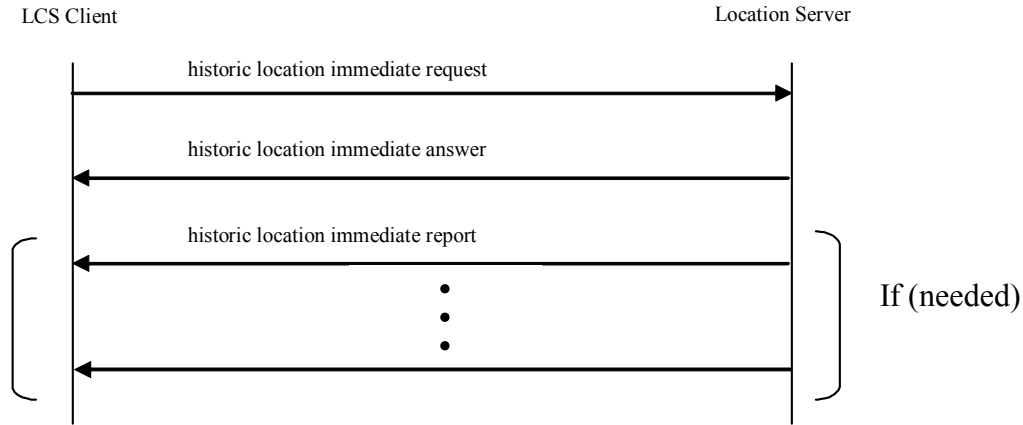 LCS Client
Location Server
historic location immediate request
historic location immediate answer
historic location immediate report
If (needed)